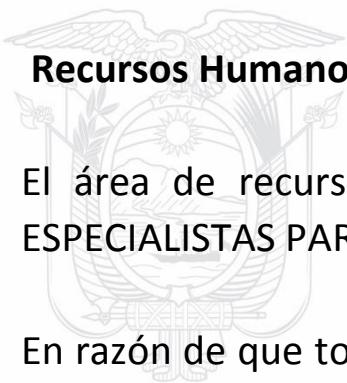 Recursos Humano
El área de recurs
ESPECIALISTAS PAR
En razón de que to